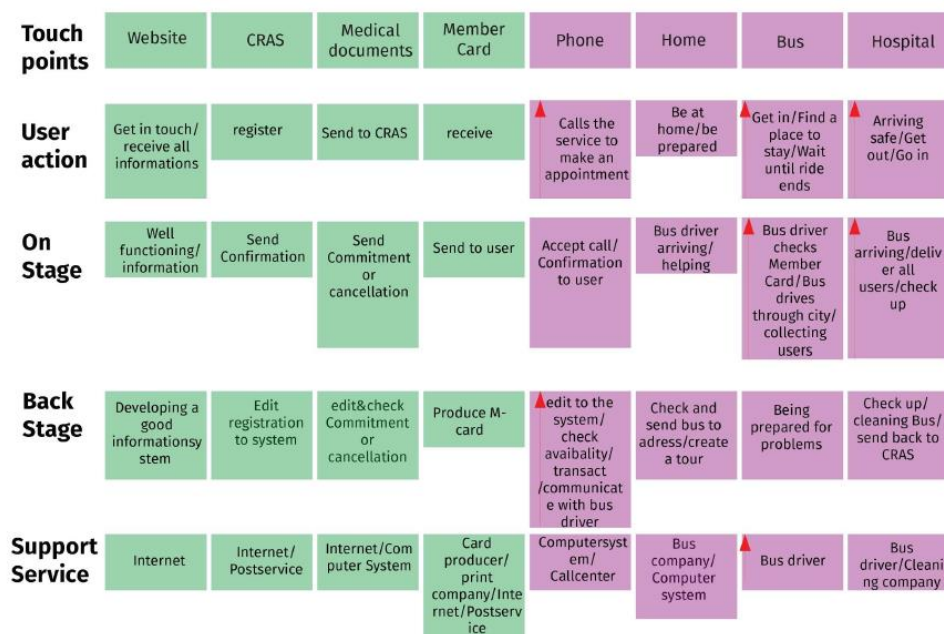 Touch
points
Website
CRAS
Medical
documents
Member
Card
Phone
Home
Bus
Hospital
User
action
Get in touch/
receive all
informations
register
Send to CRAS
receive
Calls the
service to
make an
appointment
Be at
home/be
prepared
Get in/Find a
place to
stay/Wait
until ride
ends
Arriving
safe/Get
out/Go in
On
Stage
Well
functioning/
information
Send
Confirmation
Send
Commitment
or
cancellation
Send to user
Accept call/
Confirmation
to user
Bus driver
arriving/
helping
Bus driver
checks
Member
Card/Bus
drives
through city/
collecting
users
Bus
arriving/deliv
er all
users/check
up
Back
Stage
Developing a
good
informationsy
stem
Edit
registration
to system
edit&check
Commitment
or
cancellation
Produce M-
card
edit to the
system/
check
avaibality/
transact
/communicat
e with bus
driver
Check and
send bus to
adress/create
a tour
Being
prepared for
problems
Check up/
cleaning Bus/
send back to
CRAS
Support
Service
Internet
Internet/
Postservice
Internet/Com
puter System
Card
producer/
print
company/Inte
rnet/Postserv
ice
Computersyst
em/
Callcenter
Bus
company/
Computer
system
Bus driver
Bus
driver/Cleani
ng company